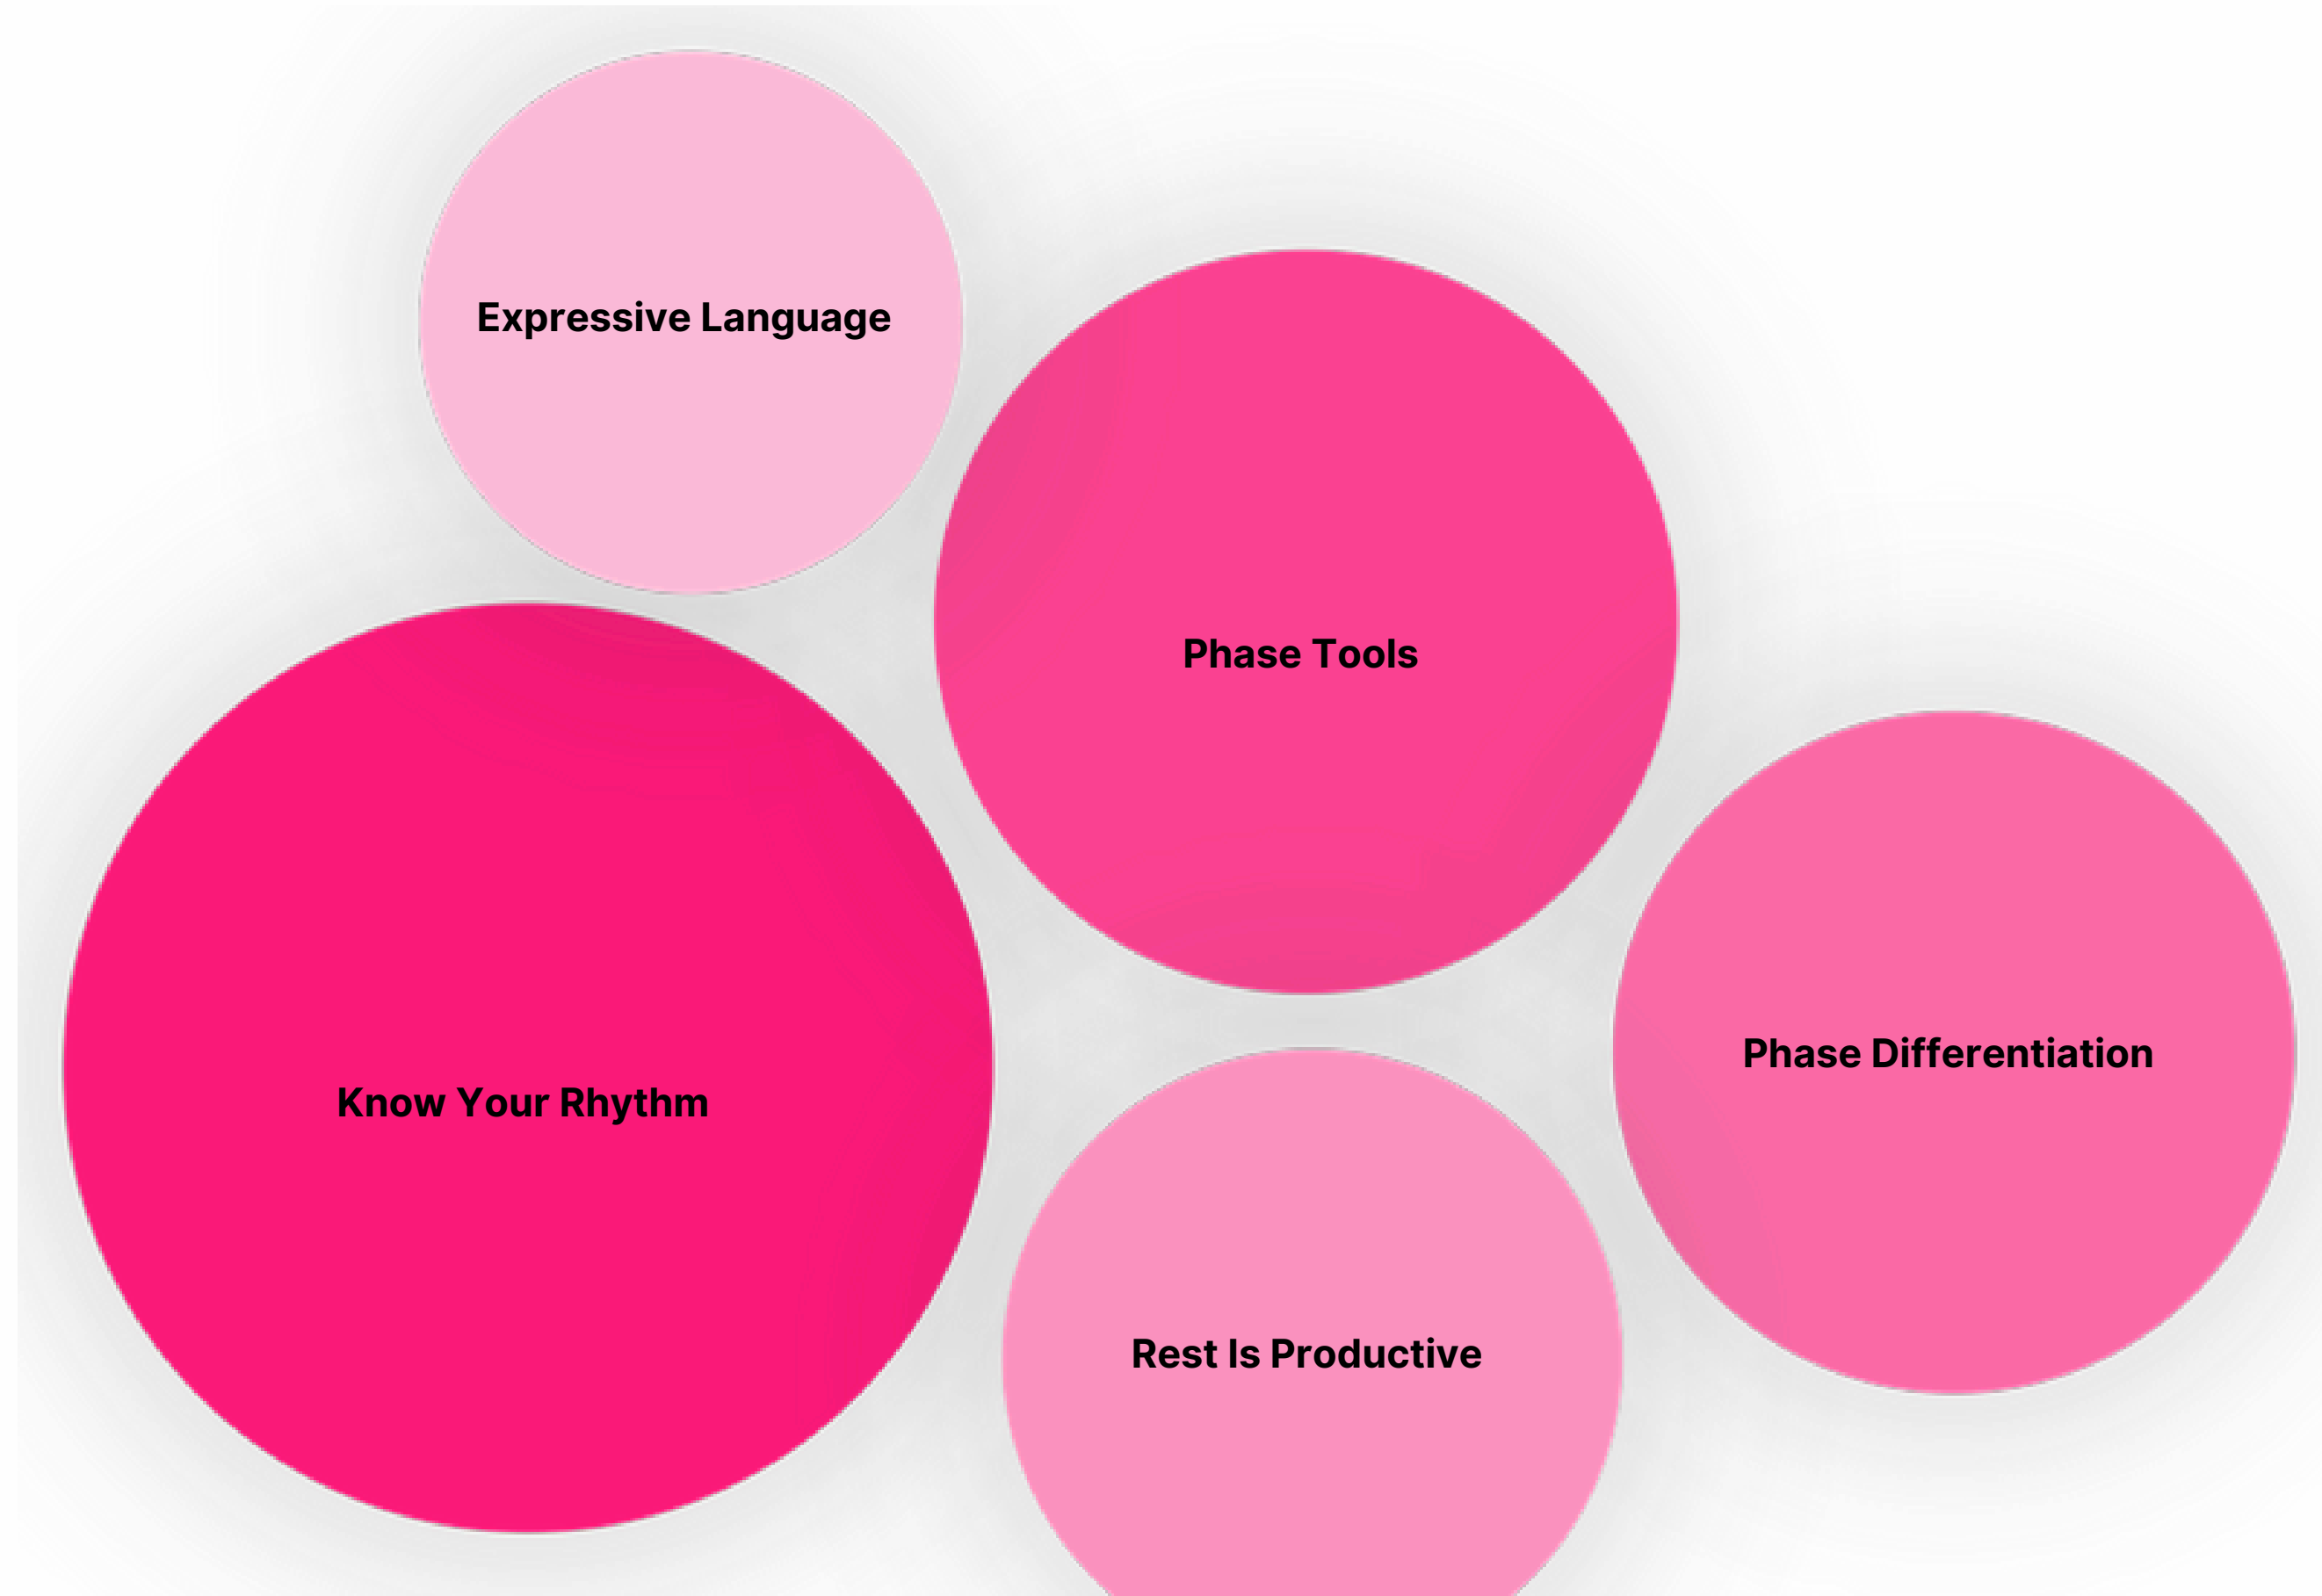 Expressive Language
Phase Tools
Phase Differentiation
Know Your Rhythm
Rest Is Productive